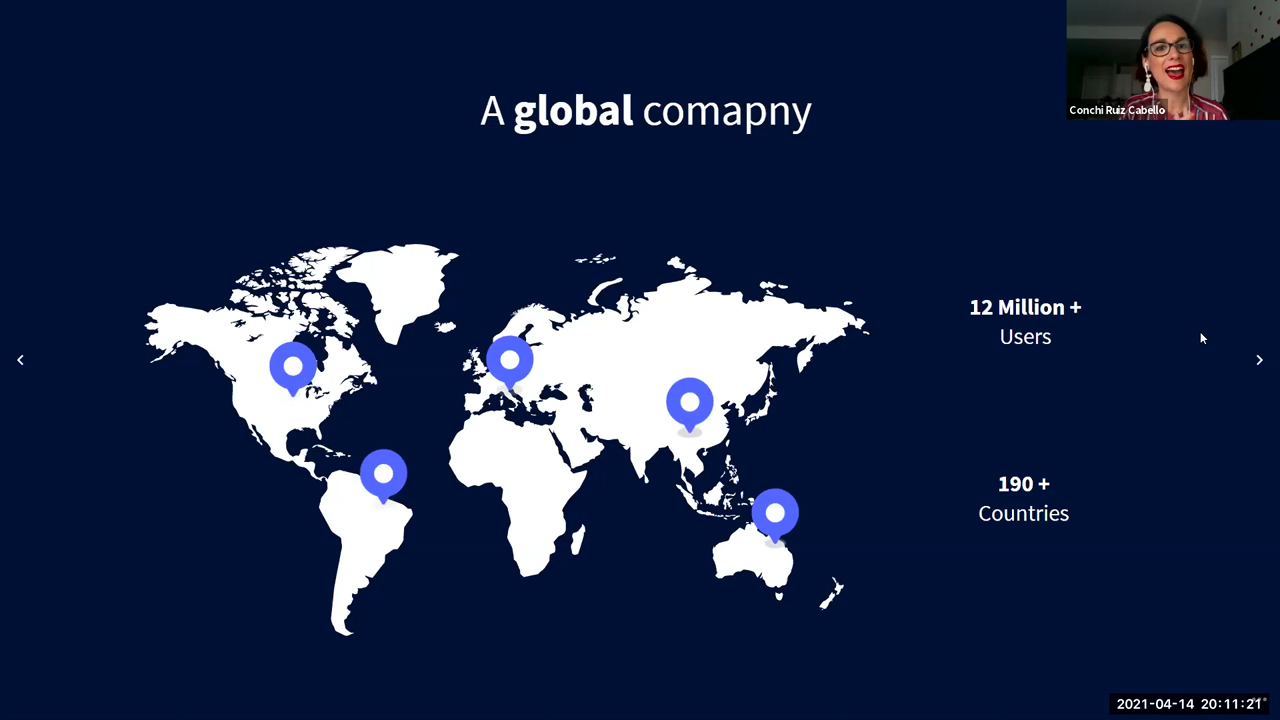 A global comapny
Conchi Ruiz Cabello
12 Million +
Users
190 +
Countries
2021-04-14 20:11:21